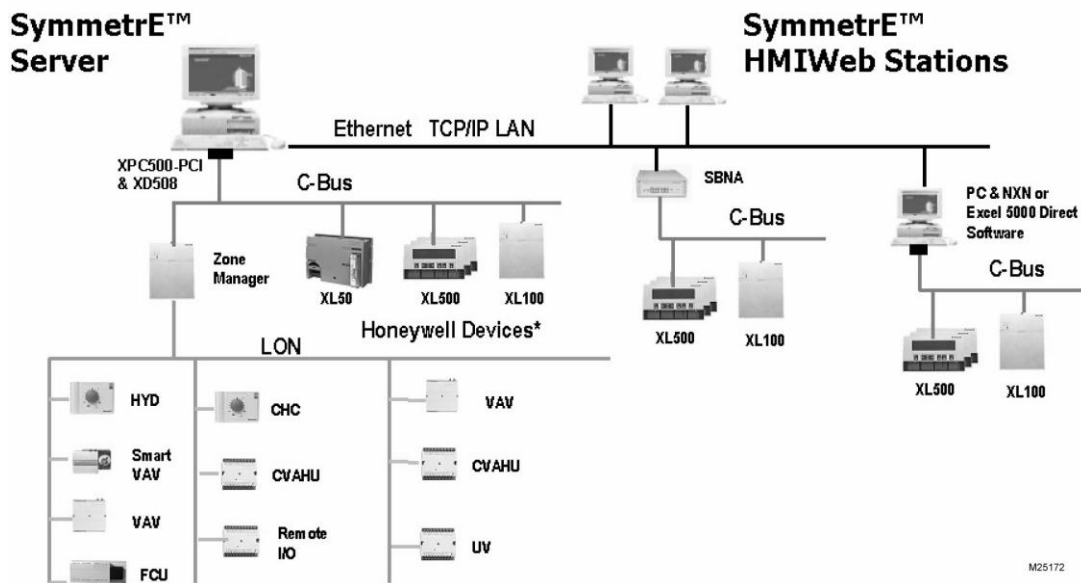 SymmetrE™
Server
SymmetrE™
HMIWeb Stations
Ethernet TCP/IP LAN
XPC500-PCI
& XD508
C-Bus
SBNA
PC & NXN or
Excel 5000 Direct
Software
C-Bus
C-Bus
Zone
Manager
XL50
XL500
XL100
XL500
XL100
XL500
XL100
Honeywell Devices*
LON
HYD
CHC
VAV
Smart
VAV
CVAHU
CVAHU
VAV
Remote
I/O
UV
FCU
M25172